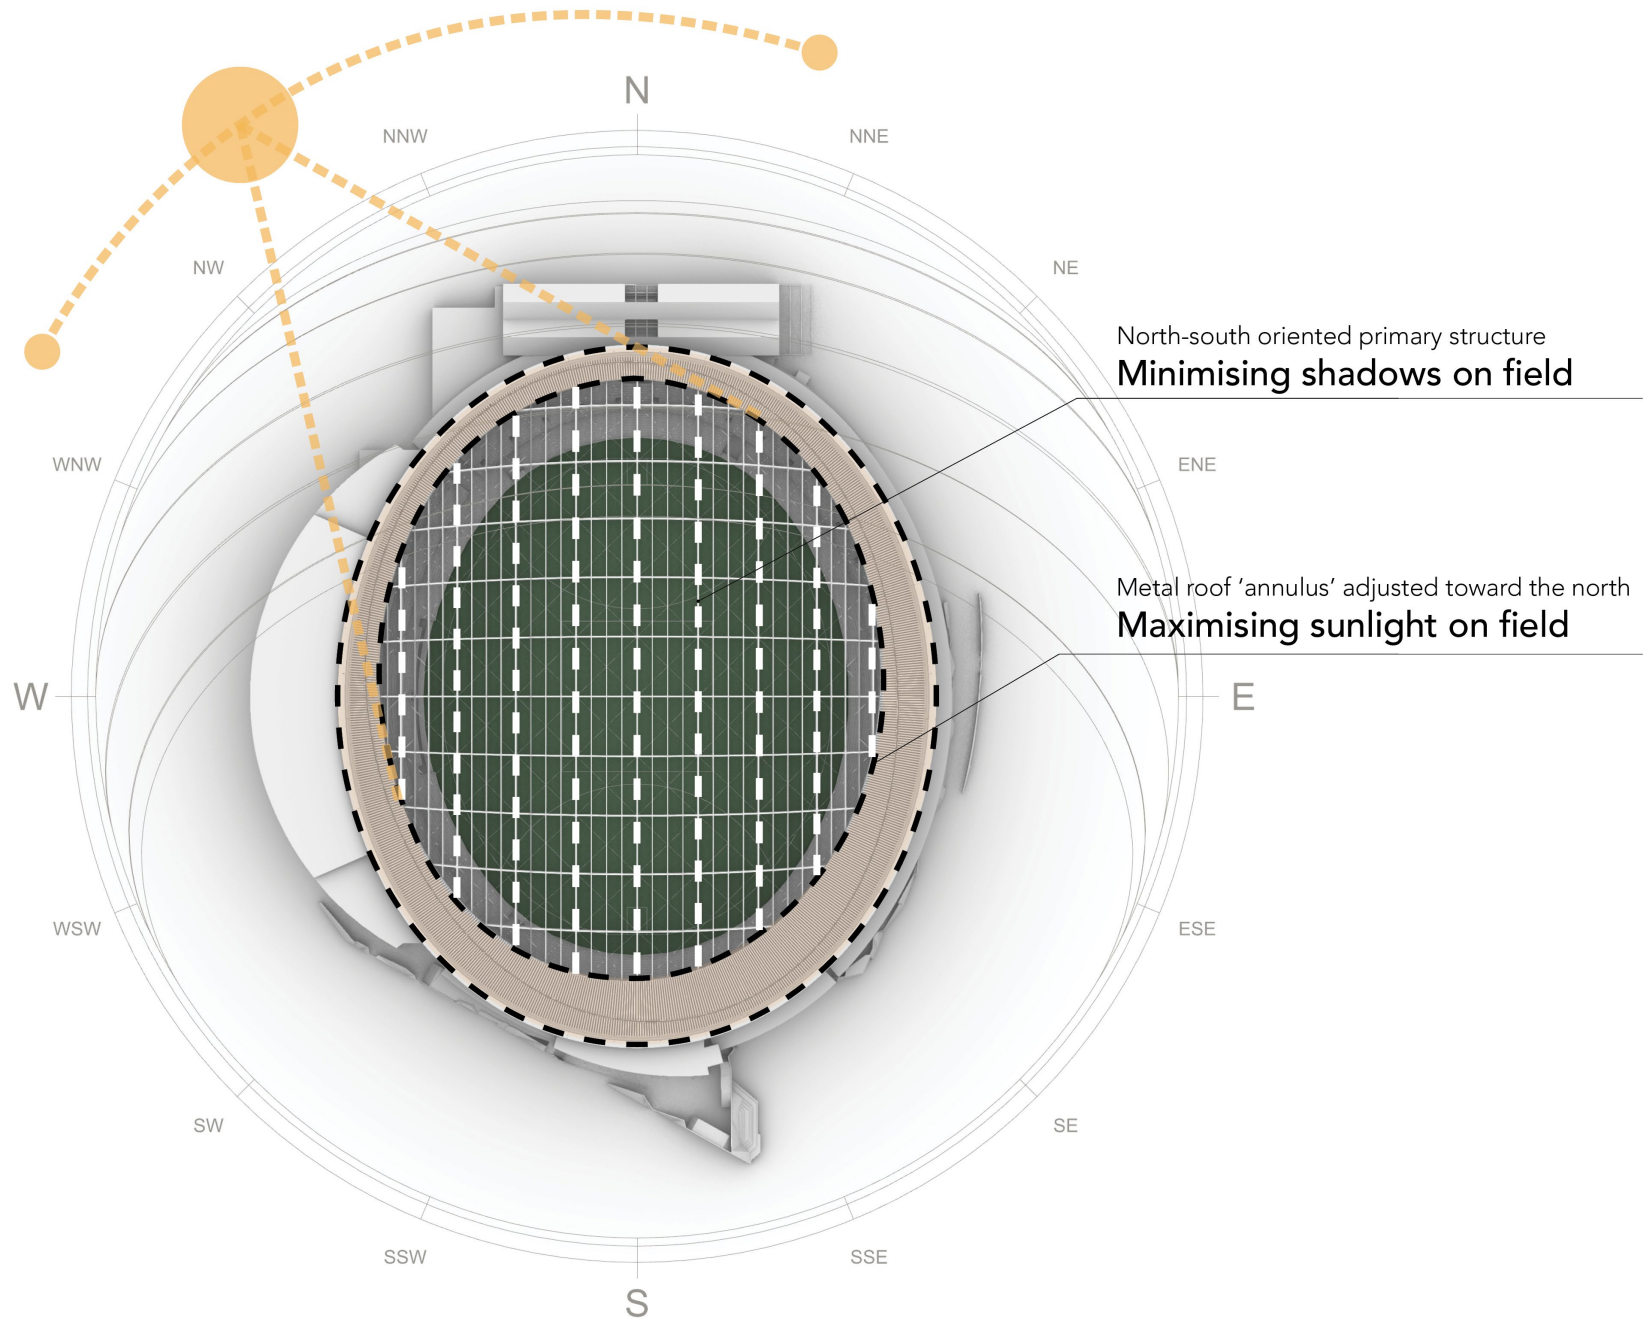 N
NNW
NNE
NW
NE
North-south oriented primary structure
Minimising shadows on field
WNW
ENE
Metal roof ‘annulus’ adjusted toward the north
Maximising sunlight on field
W
E
WSW
ESE
SW
SE
SSW
SSE
S